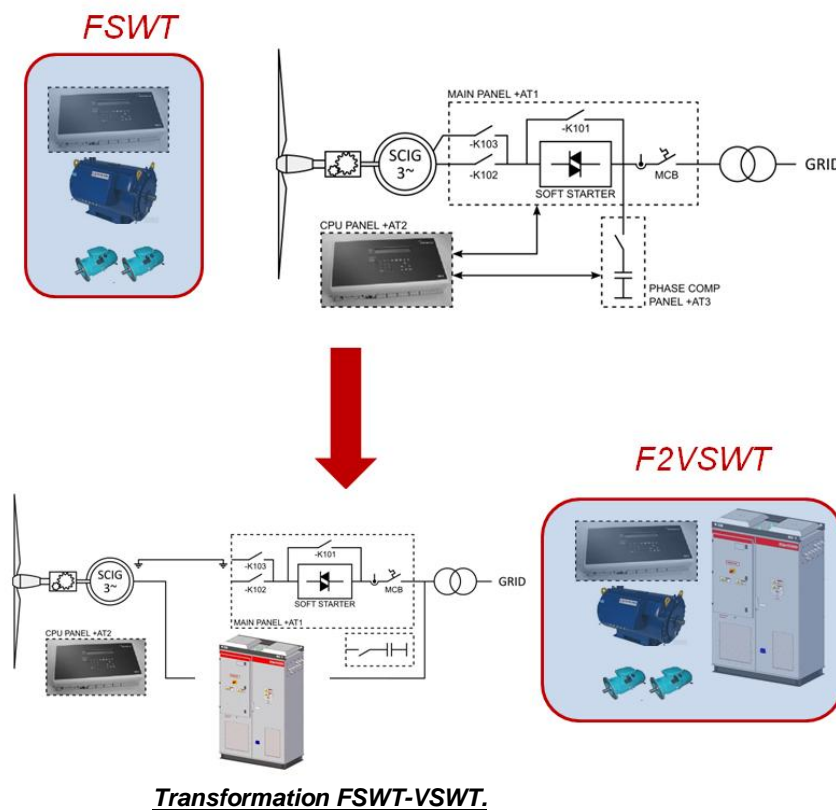 FSWT
MAIN PANEL +AT1
-K101
-K103
SCIG
3~
-K102
MCB
GRID
SOFT STARTER
CPU PANEL +AT2
PHASE COMP
PANEL +AT3
F2VSWT
-K101
-K103
SCIG
3~
-K102
MCB
GRID
SOFT STARTER
MAIN PANEL +AT1
CPU PANEL +AT2
Transformation FSWT-VSWT.